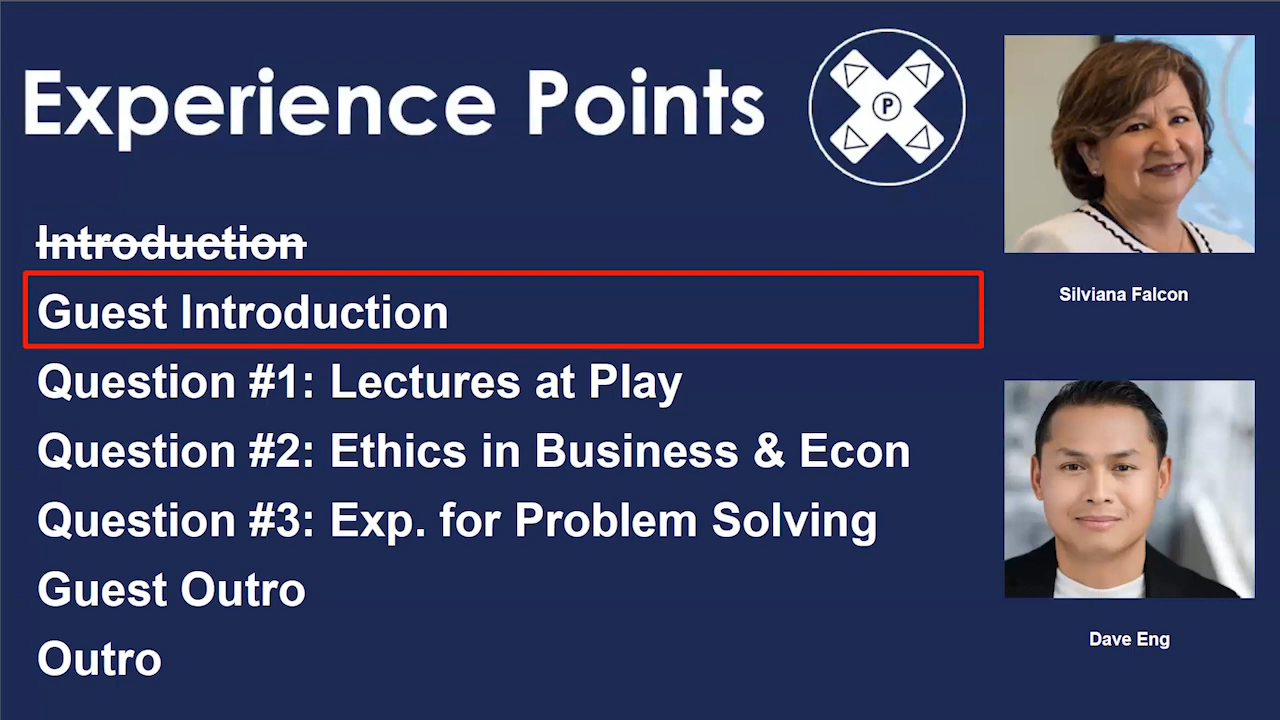 Experience Points
P
Introduction
Guest Introduction
Question #1: Lectures at Play
Question #2: Ethics in Business & Econ
Question #3: Exp. for Problem Solving
Guest Outro
Outro
Silviana Falcon
Dave Eng